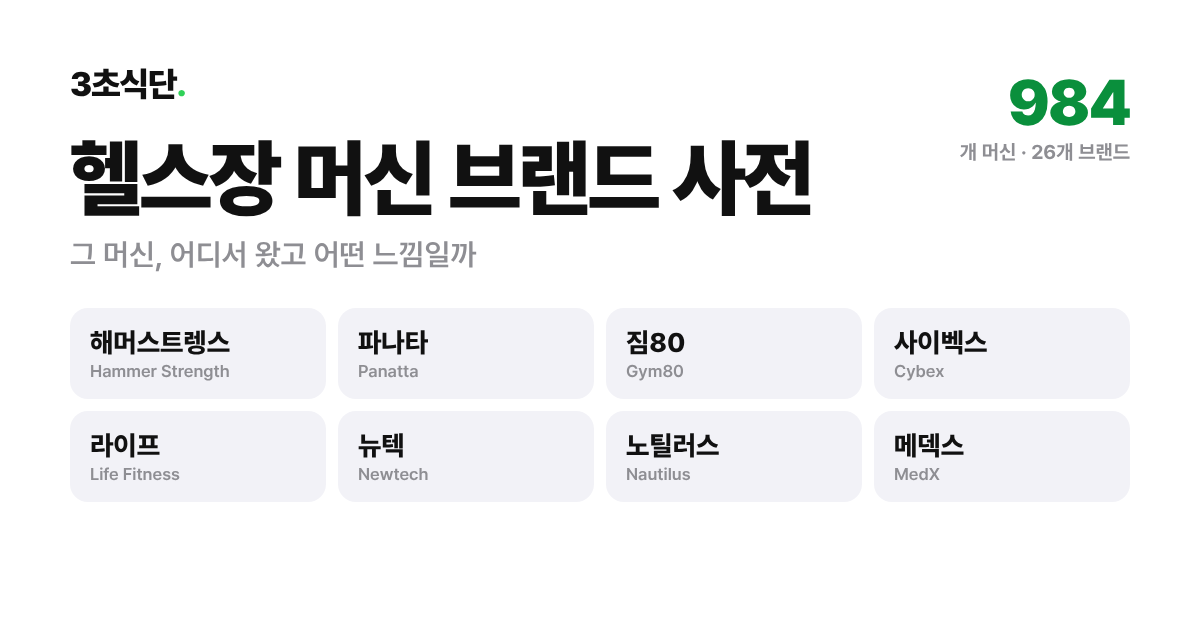 3초식단.
984
개 머신 · 26개 브랜드
헬스장 머신 브랜드 사전
그 머신, 어디서 왔고 어떤 느낌일까
해머스트렝스
Hammer Strength
파나타
Panatta
짐80
Gym80
사이벡스
Cybex
라이프
Life Fitness
뉴텍
Newtech
노틸러스
Nautilus
메덱스
MedX